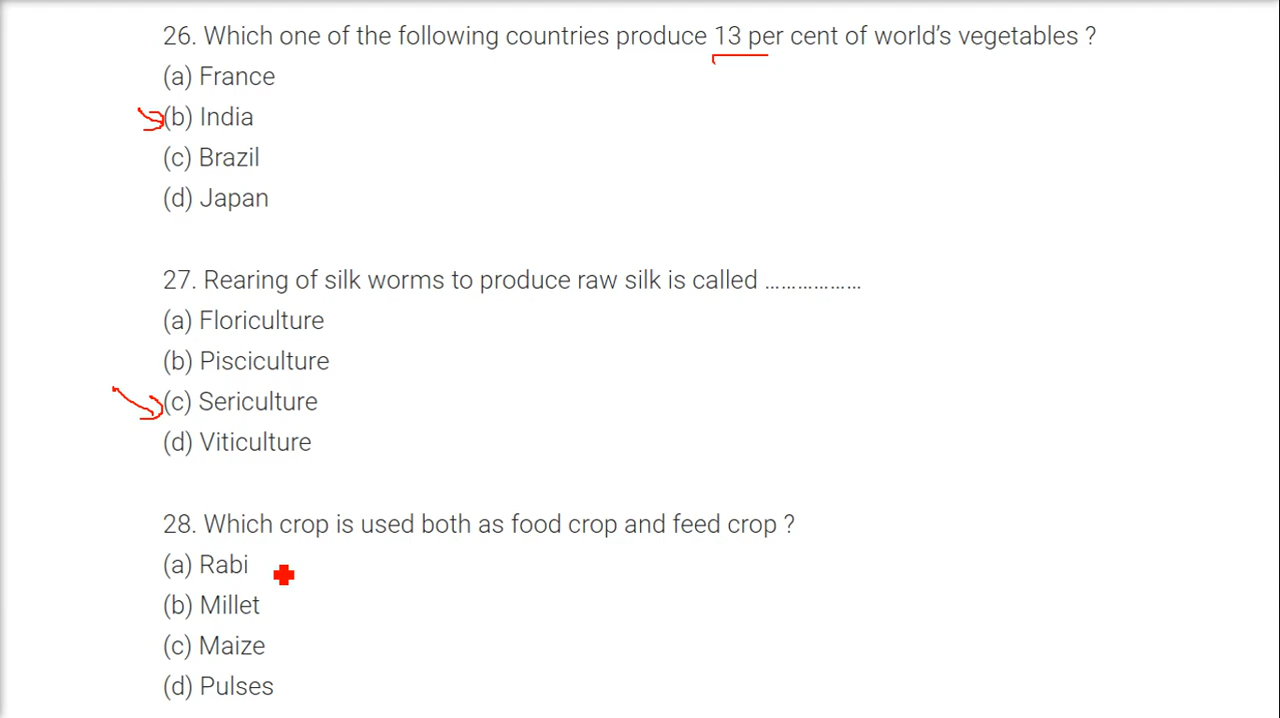 26. Which one of the following countries produce 13 per cent of world’s vegetables ?
(a) France
(b) India
(c) Brazil
(d) Japan
27. Rearing of silk worms to produce raw silk is called ………………
(a) Floriculture
(b) Pisciculture
(c) Sericulture
(d) Viticulture
28. Which crop is used both as food crop and feed crop ?
(a) Rabi
(b) Millet
(c) Maize
(d) Pulses